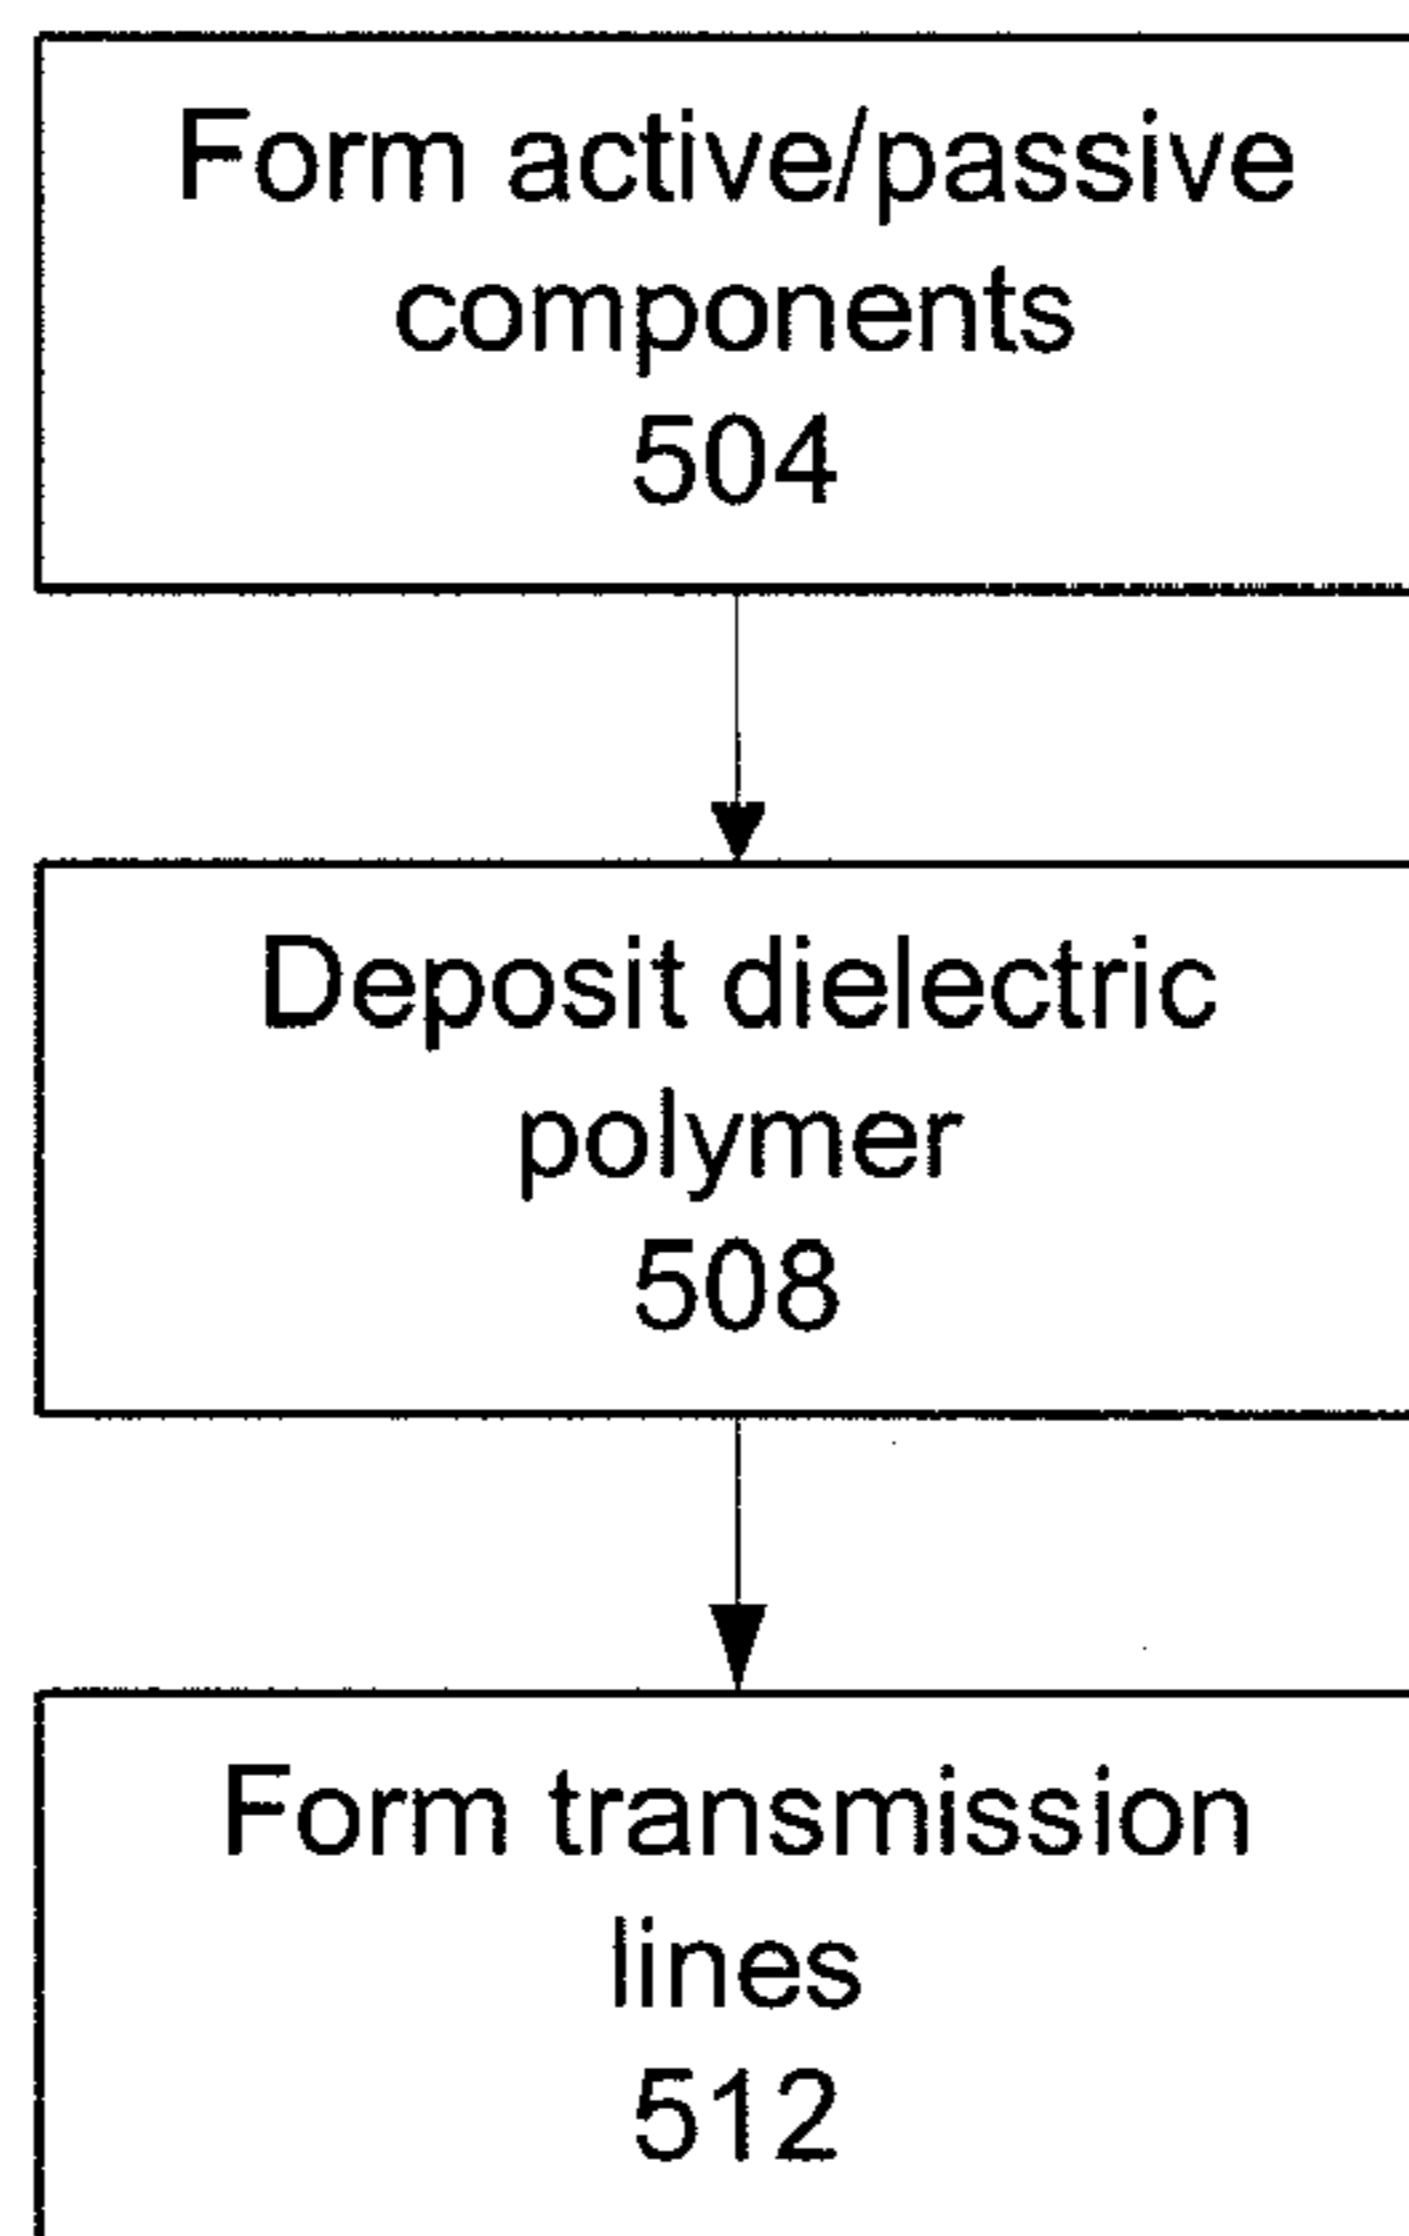 Form active/passive
components
504
Deposit dielectric
polymer
508
Form transmission
lines
512